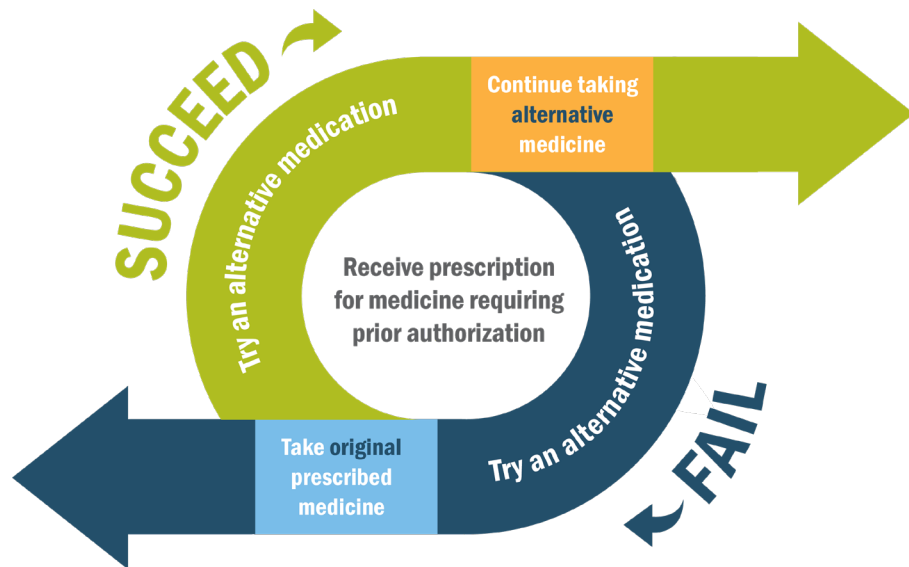 SUCCEED
Try an alternative medication
Continue taking
alternative
medicine
Receive prescription
for medicine requiring
prior authorization
Try an alternative medication
FAIL
Take original
prescribed
medicine